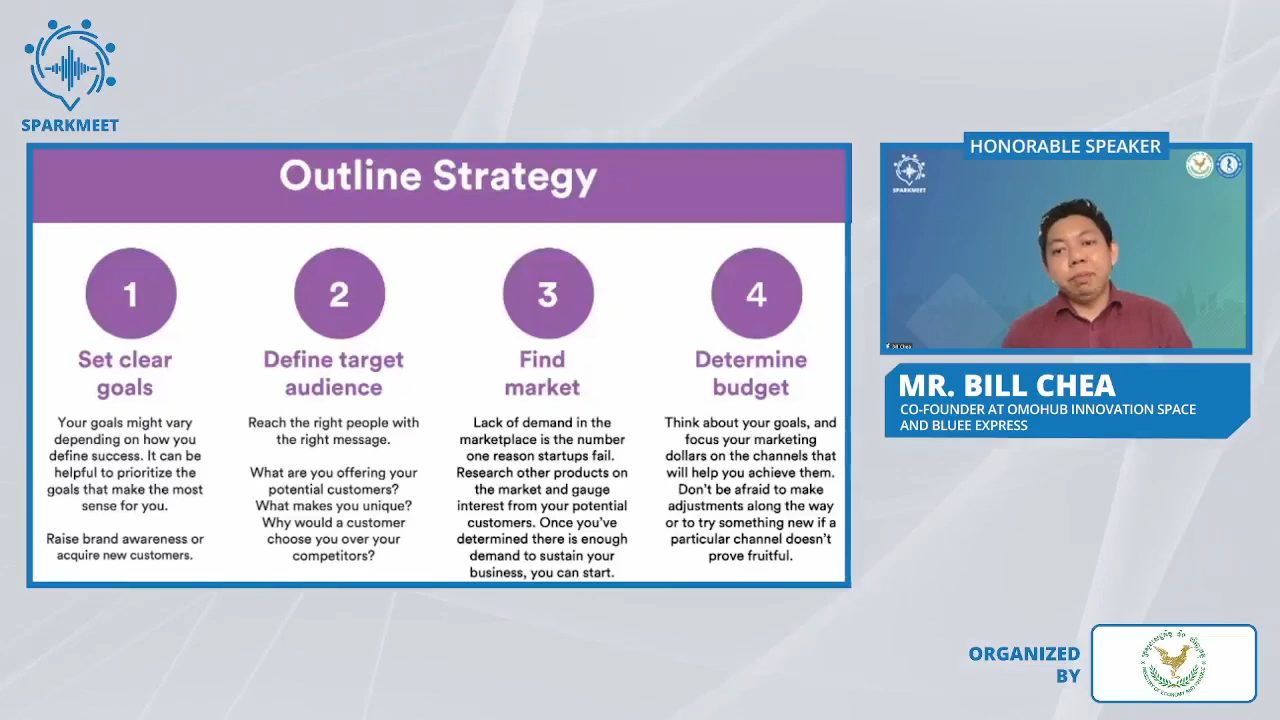 SPARKMEET
Outline Strategy
1
Set clear
goals
Your goals might vary
depending on how you
define success. It can be
helpful to prioritize the
goals that make the most
sense for you.
Raise brand awareness or
acquire new customers.
2
Define target
audience
Reach the right people with
the right message.
What are you offering your
potential customers?
What makes you unique?
Why would a customer
choose you over your
competitors?
3
Find
market
Lack of demand in the
marketplace is the number
one reason startups fail.
Research other products on
the market and gauge
interest from your potential
customers. Once you've
determined there is enough
demand to sustain your
business, you can start.
4
Determine
budget
Think about your goals, and
focus your marketing
dollars on the channels that
will help you achieve them.
Don't be afraid to make
adjustments along the way
or to try something new if a
particular channel doesn't
prove fruitful.
HONORABLE SPEAKER
SPARKMEET
Bill Chea
MR. BILL CHEA
CO-FOUNDER AT OMOHUB INNOVATION SPACE
AND BLUEE EXPRESS
ORGANIZED
BY